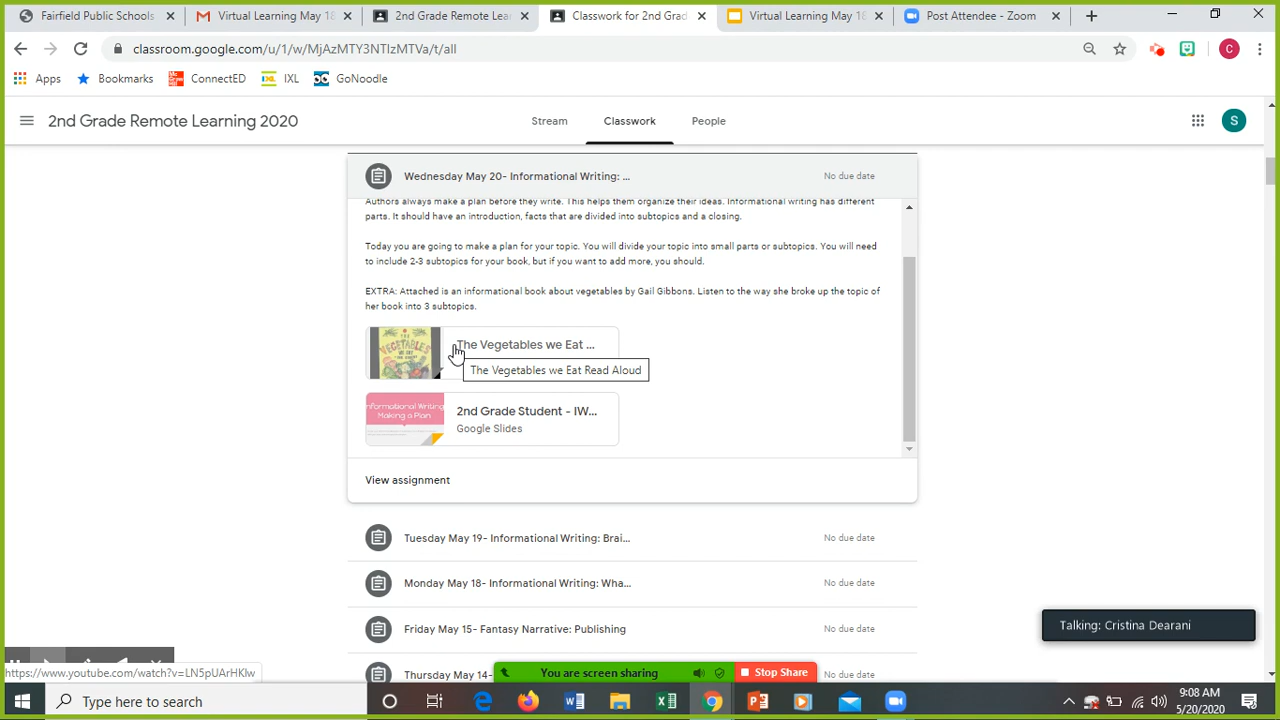 Fairfield Public Schools
Virtual Learning May 18
2nd Grade Remote Lea
Classwork for 2nd Grad
Virtual Learning May 18
Post Attendee - Zoom
classroom.google.com/u/1/w/MjAzMTY3NTIzMTVa/t/all
C
Apps
Bookmarks
ConnectED
IXL
GoNoodle
2nd Grade Remote Learning 2020
Stream
Classwork
People
S
Wednesday May 20- Informational Writing: ...
No due date
Authors always make a plan before they write. This helps them organize their ideas. Informational writing has different
parts. It should have an introduction, facts that are divided into subtopics and a closing.
Today you are going to make a plan for your topic. You will divide your topic into small parts or subtopics. You will need
to include 2-3 subtopics for your book, but if you want to add more, you should.
EXTRA: Attached is an informational book about vegetables by Gail Gibbons. Listen to the way she broke up the topic of
her book into 3 subtopics.
THE
VEGETABLES
WE EAT
The Vegetables we Eat ...
The Vegetables we Eat Read Aloud
Informational Writing
Making a Plan
2nd Grade Student - IW...
Google Slides
View assignment
Tuesday May 19- Informational Writing: Brai...
No due date
Monday May 18- Informational Writing: Wha...
No due date
Friday May 15- Fantasy Narrative: Publishing
No due date
Talking: Cristina Dearani
Thursday May 14-
https://www.youtube.com/watch?v=LN5pUArHKlw
You are screen sharing
Stop Share
Type here to search
9:08 AM
5/20/2020